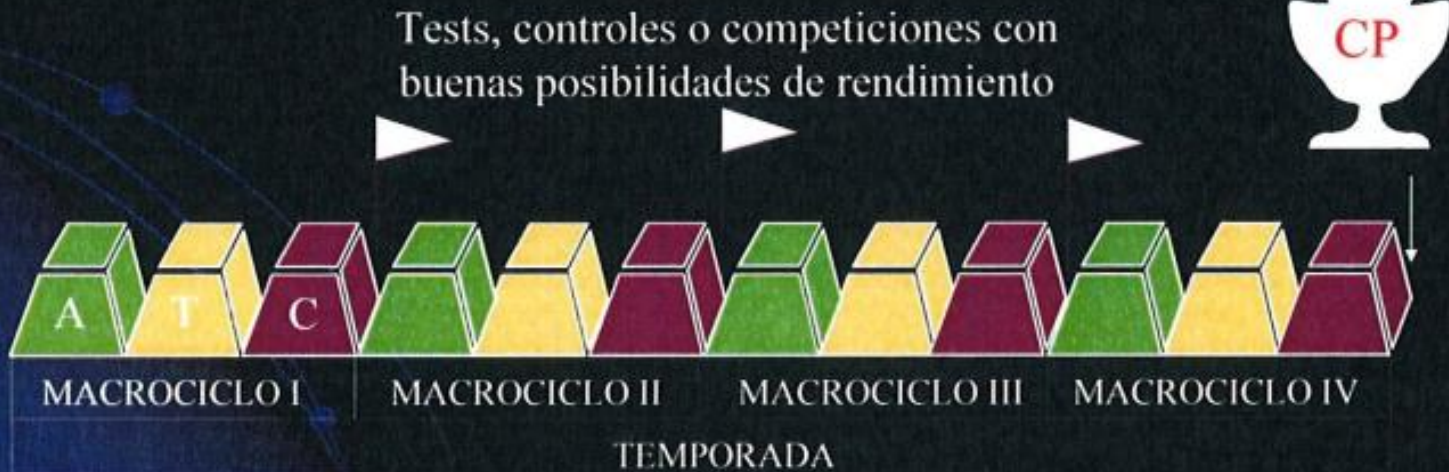 Tests, controles o competiciones con
buenas posibilidades de rendimiento
CP
A T C
MACROCICLO I MACROCICLO II MACROCICLO III MACROCICLO IV
TEMPORADA